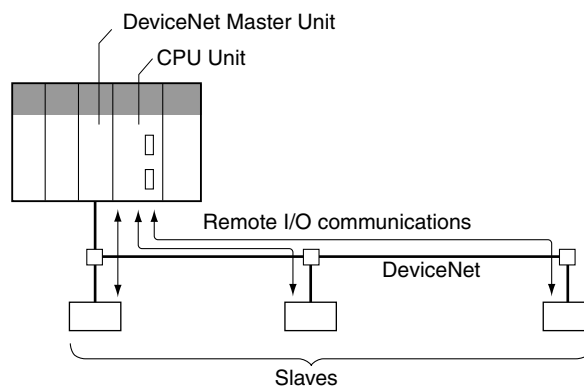 DeviceNet Master Unit
CPU Unit
Remote I/O communications
DeviceNet
Slaves